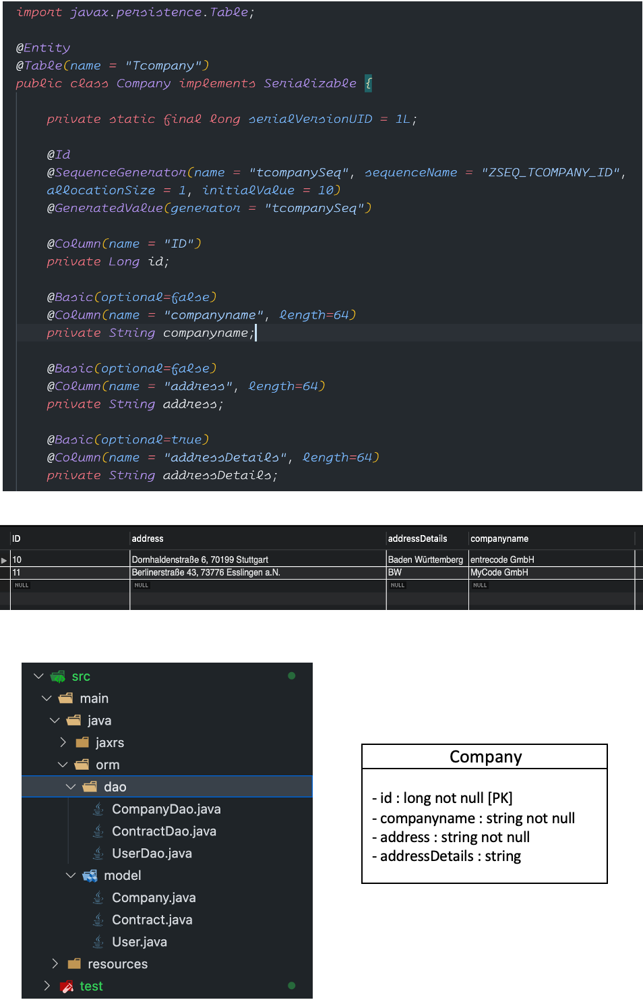 import javax.persistence.Table;
@Entity
@Table(name = "Tcompany")
public class Company implements Serializable {
private static final long serialVersionUID = 1L;
@Id
@SequenceGenerator(name = "tcompanySeq", sequenceName = "ZSEQ_TCOMPANY_ID",
allocationSize = 1, initialValue = 10)
@GeneratedValue(generator = "tcompanySeq")
@Column(name = "ID")
private Long id;
@Basic(optional=false)
@Column(name = "companyname", length=64)
private String companyname;
@Basic(optional=false)
@Column(name = "address", length=64)
private String address;
@Basic(optional=true)
@Column(name = "addressDetails", length=64)
private String addressDetails;
ID address addressDetails companyname
10 Dornhaldenstraße 6, 70199 Stuttgart Baden Württemberg entrecode GmbH
11 Berlinerstraße 43, 73776 Esslingen a.N. BW MyCode GmbH
NULL NULL NULL NULL
src
main
java
jaxrs
orm
dao
CompanyDao.java
ContractDao.java
UserDao.java
model
Company.java
Contract.java
User.java
resources
test
Company
- id : long not null [PK]
- companyname : string not null
- address : string not null
- addressDetails : string